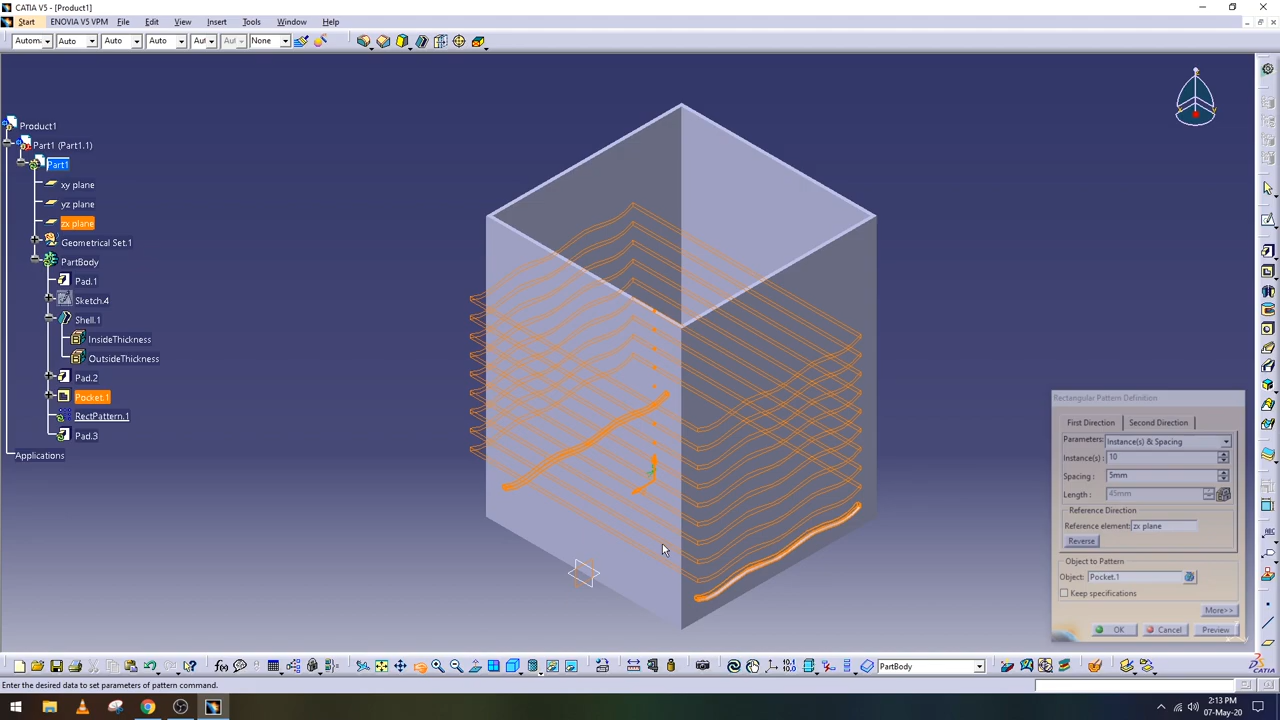 CATIA V5 - [Product1]
Start ENOVIA V5 VPM File Edit View Insert Tools Window Help
Autom Auto Auto Auto Aut Aut None
Product1
Part1 (Part1.1)
Part1
xy plane
yz plane
zx plane
Geometrical Set.1
PartBody
Pad.1
Sketch.4
Shell.1
InsideThickness
OutsideThickness
Pad.2
Pocket.1
RectPattern.1
Pad.3
Applications
Rectangular Pattern Definition
First Direction Second Direction
Parameters: Instance(s) & Spacing
Instance(s) : 10
Spacing : 5mm
Length : 45mm
Reference Direction
Reference element: zx plane
Reverse
Object to Pattern
Object: Pocket.1
Keep specifications
More>>
OK Cancel Preview
PartBody
CATIA
Enter the desired data to set parameters of pattern command.
2:13 PM
07-May-20